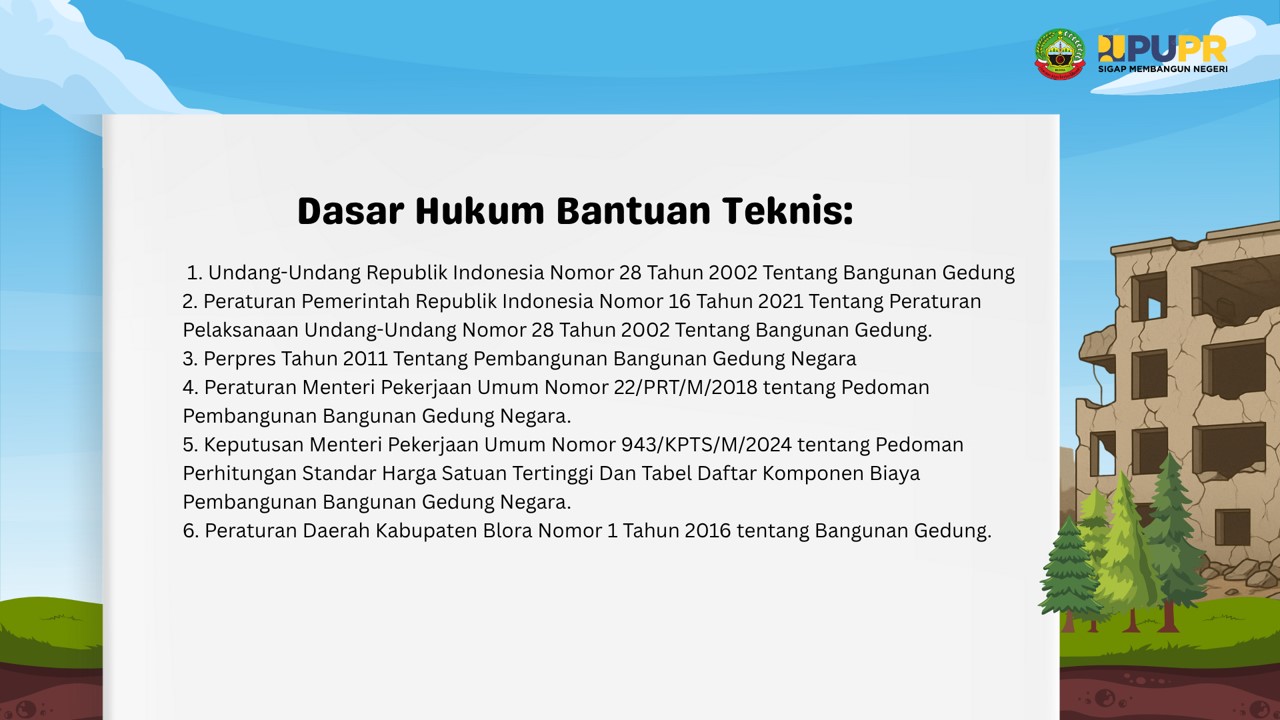 PUPR
SIGAP MEMBANGUN NEGERI
Dasar Hukum Bantuan Teknis:
1. Undang-Undang Republik Indonesia Nomor 28 Tahun 2002 Tentang Bangunan Gedung
2. Peraturan Pemerintah Republik Indonesia Nomor 16 Tahun 2021 Tentang Peraturan
Pelaksanaan Undang-Undang Nomor 28 Tahun 2002 Tentang Bangunan Gedung.
3. Perpres Tahun 2011 Tentang Pembangunan Bangunan Gedung Negara
4. Peraturan Menteri Pekerjaan Umum Nomor 22/PRT/M/2018 tentang Pedoman
Pembangunan Bangunan Gedung Negara.
5. Keputusan Menteri Pekerjaan Umum Nomor 943/KPTS/M/2024 tentang Pedoman
Perhitungan Standar Harga Satuan Tertinggi Dan Tabel Daftar Komponen Biaya
Pembangunan Bangunan Gedung Negara.
6. Peraturan Daerah Kabupaten Blora Nomor 1 Tahun 2016 tentang Bangunan Gedung.